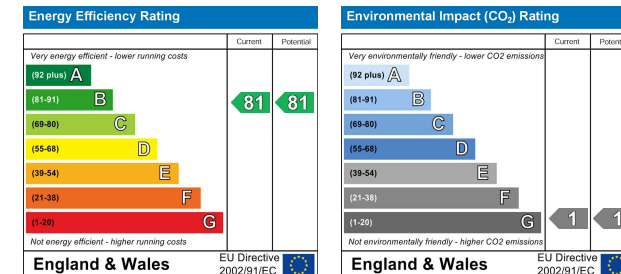 Energy Efficiency Rating
Current Potential
Very energy efficient - lower running costs
(92 plus) A
(81-91) B
81 81
(69-80) C
(55-68) D
(39-54) E
(21-38) F
(1-20) G
Not energy efficient - higher running costs
England & Wales
EU Directive
2002/91/EC
Environmental Impact (CO₂) Rating
Current Potent
Very environmentally friendly - lower CO2 emissions
(92 plus) A
(81-91) B
(69-80) C
(55-68) D
(39-54) E
(21-38) F
(1-20) G
1 1
Not environmentally friendly - higher CO2 emissions
England & Wales
EU Directive
2002/91/EC